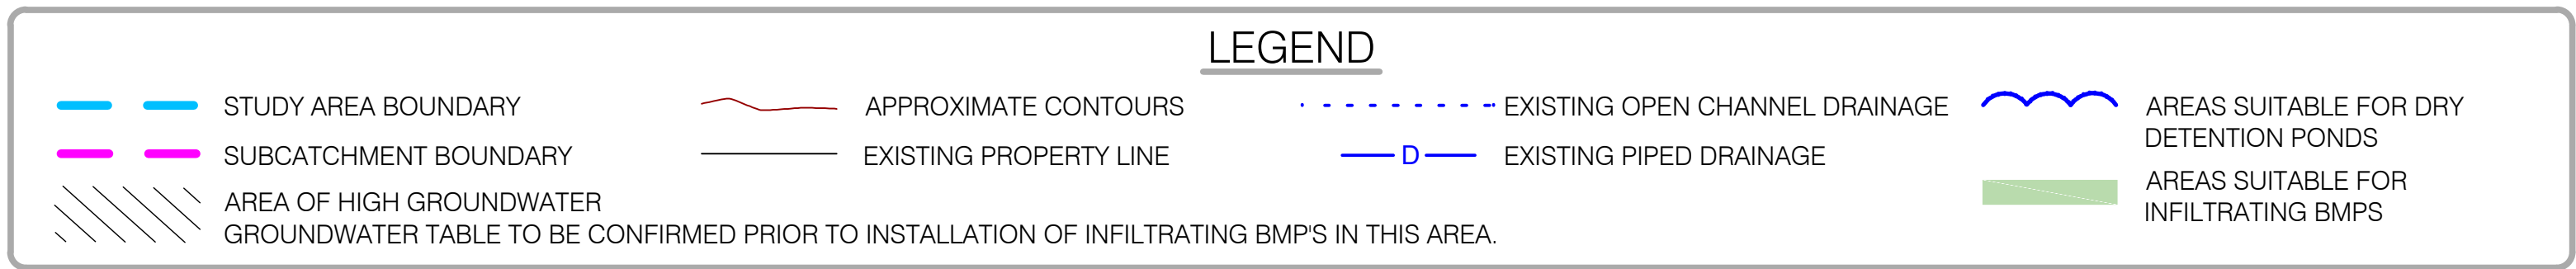 LEGEND
STUDY AREA BOUNDARY
SUBCATCHMENT BOUNDARY
AREA OF HIGH GROUNDWATER
GROUNDWATER TABLE TO BE CONFIRMED PRIOR TO INSTALLATION OF INFILTRATING BMP'S IN THIS AREA.
APPROXIMATE CONTOURS
EXISTING PROPERTY LINE
EXISTING OPEN CHANNEL DRAINAGE
D EXISTING PIPED DRAINAGE
AREAS SUITABLE FOR DRY
DETENTION PONDS
AREAS SUITABLE FOR
INFILTRATING BMPS